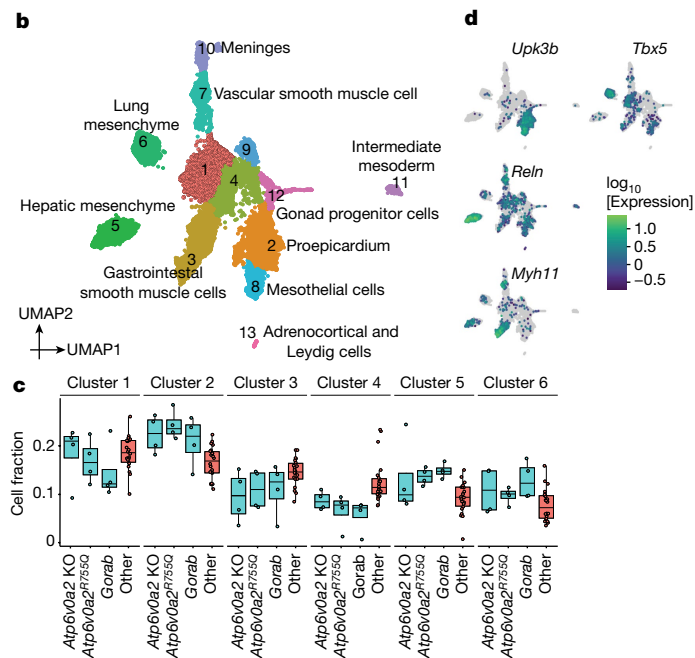 b
10 Meninges
7 Vascular smooth muscle cell
Lung
mesenchyme
6
9
1
4
Intermediate
mesoderm
11
12
Gonad progenitor cells
Hepatic mesenchyme
5
2 Proepicardium
3
Gastrointestal
smooth muscle cells
8 Mesothelial cells
13 Adrenocortical and
Leydig cells
UMAP2
UMAP1
d
Upk3b
Tbx5
Reln
Myh11
log10
[Expression]
1.0
0.5
0
−0.5
c
Cluster 1 Cluster 2 Cluster 3 Cluster 4 Cluster 5 Cluster 6
Cell fraction
0.2
0.1
0
Atp6v0a2 KO
Atp6v0a2R755Q
Gorab
Other
Atp6v0a2 KO
Atp6v0a2R755Q
Gorab
Other
Atp6v0a2 KO
Atp6v0a2R755Q
Gorab
Other
Atp6v0a2 KO
Atp6v0a2R755Q
Gorab
Other
Atp6v0a2 KO
Atp6v0a2R755Q
Gorab
Other
Atp6v0a2 KO
Atp6v0a2R755Q
Gorab
Other